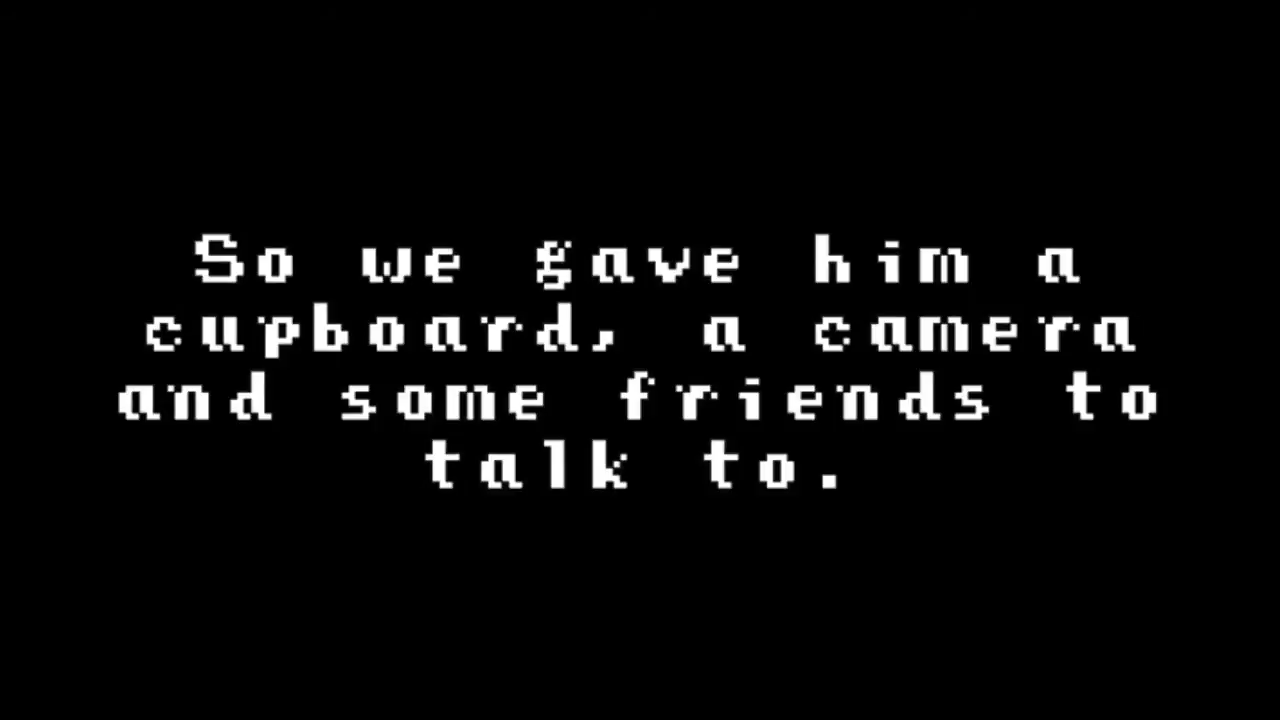 So we gave him a
cupboard, a camera
and some friends to
talk to.